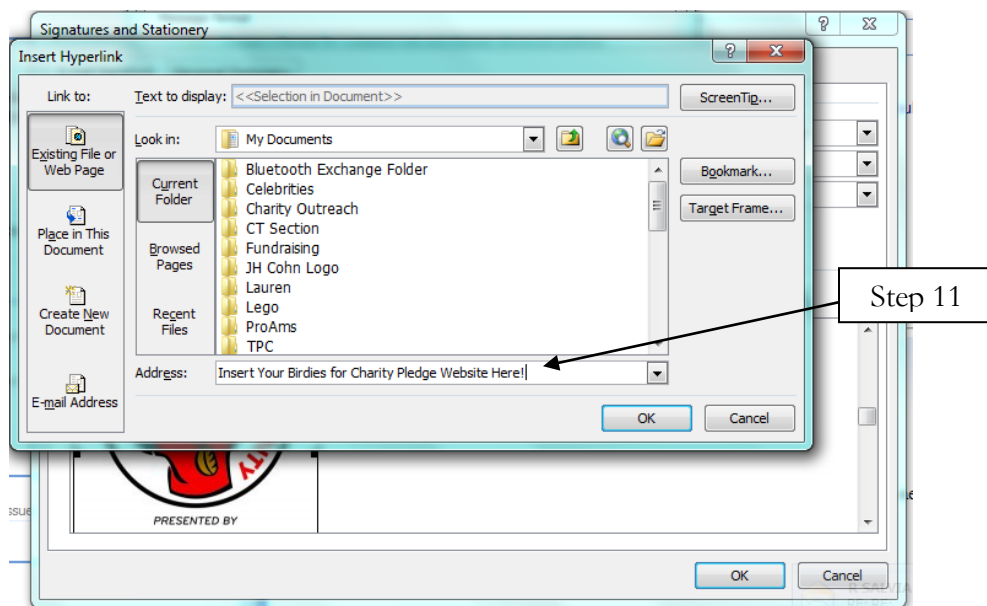 Signatures and Stationery
Insert Hyperlink
Link to:
Text to display: <<Selection in Document>>
ScreenTip...
Existing File or
Web Page
Look in: My Documents
Current
Folder
Browsed
Pages
Recent
Files
Bluetooth Exchange Folder
Celebrities
Charity Outreach
CT Section
Fundraising
JH Cohn Logo
Lauren
Lego
ProAms
TPC
Bookmark...
Target Frame...
Place in This
Document
Create New
Document
E-mail Address
Address: Insert Your Birdies for Charity Pledge Website Here!
OK
Cancel
Step 11
PRESENTED BY
OK
Cancel